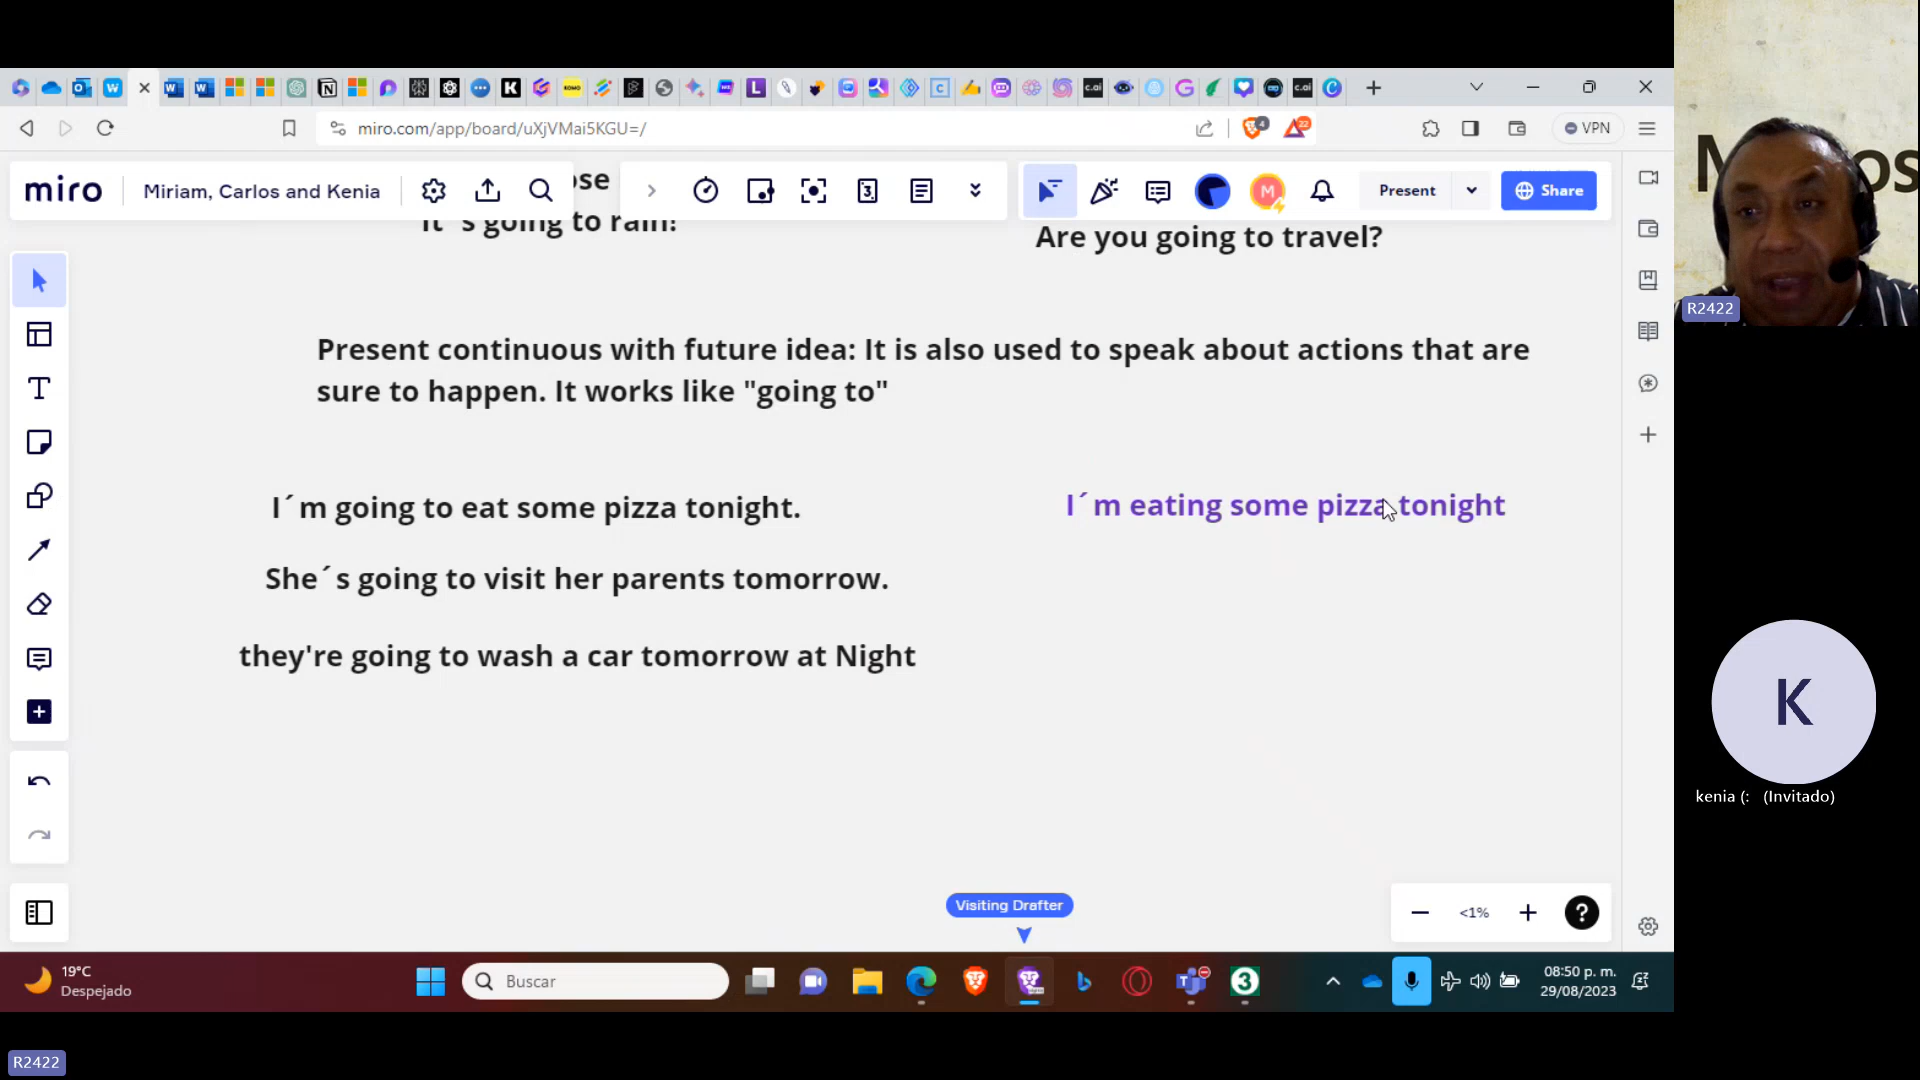 miro.com/app/board/uXjVMai5KGU=/
VPN
miro
Miriam, Carlos and Kenia
Present
Share
It´s going to rain!
Are you going to travel?
Present continuous with future idea: It is also used to speak about actions that are
sure to happen. It works like "going to"
I´m going to eat some pizza tonight.
I´m eating some pizza tonight
She´s going to visit her parents tomorrow.
they're going to wash a car tomorrow at Night
Visiting Drafter
<1%
19°C
Despejado
Buscar
08:50 p. m.
29/08/2023
R2422
K
kenia (: (Invitado)
R2422